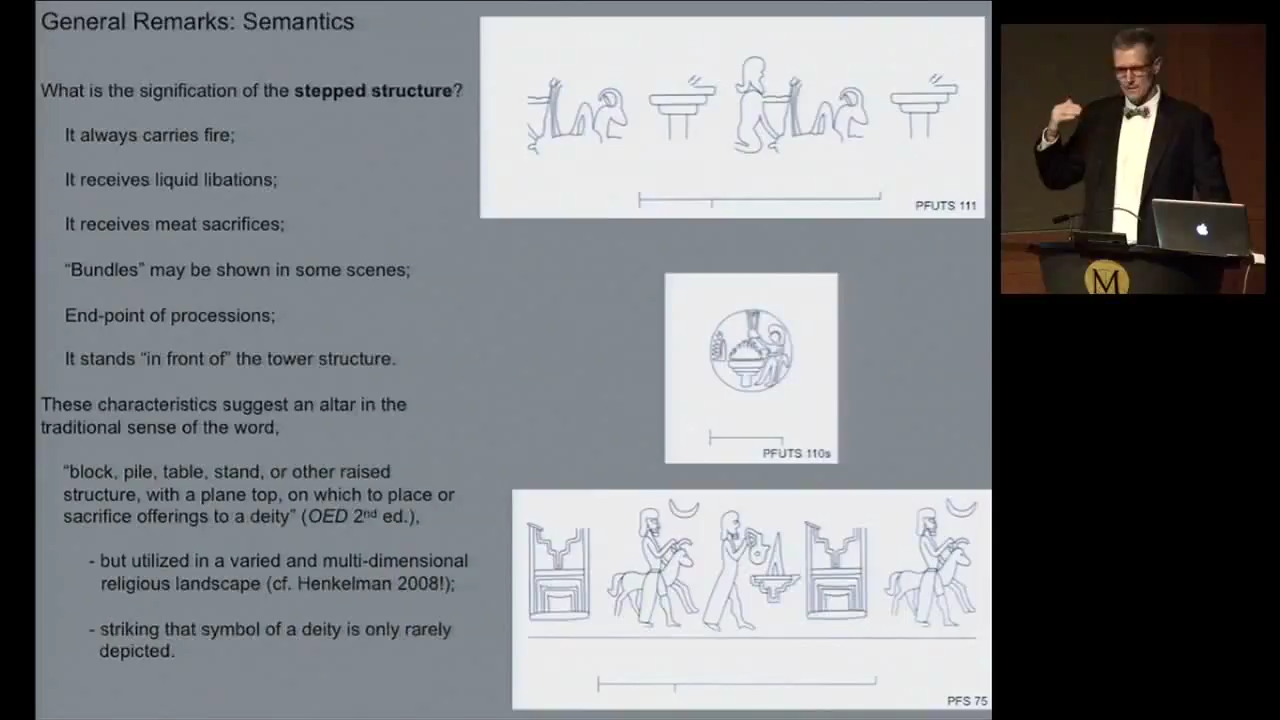 General Remarks: Semantics
What is the signification of the stepped structure?
It always carries fire;
It receives liquid libations;
It receives meat sacrifices;
“Bundles” may be shown in some scenes;
End-point of processions;
It stands “in front of” the tower structure.
These characteristics suggest an altar in the
traditional sense of the word,
“block, pile, table, stand, or other raised
structure, with a plane top, on which to place or
sacrifice offerings to a deity” (OED 2nd ed.),
- but utilized in a varied and multi-dimensional
religious landscape (cf. Henkelman 2008!);
- striking that symbol of a deity is only rarely
depicted.
PFUTS 111
PFUTS 110s
PFS 75
M